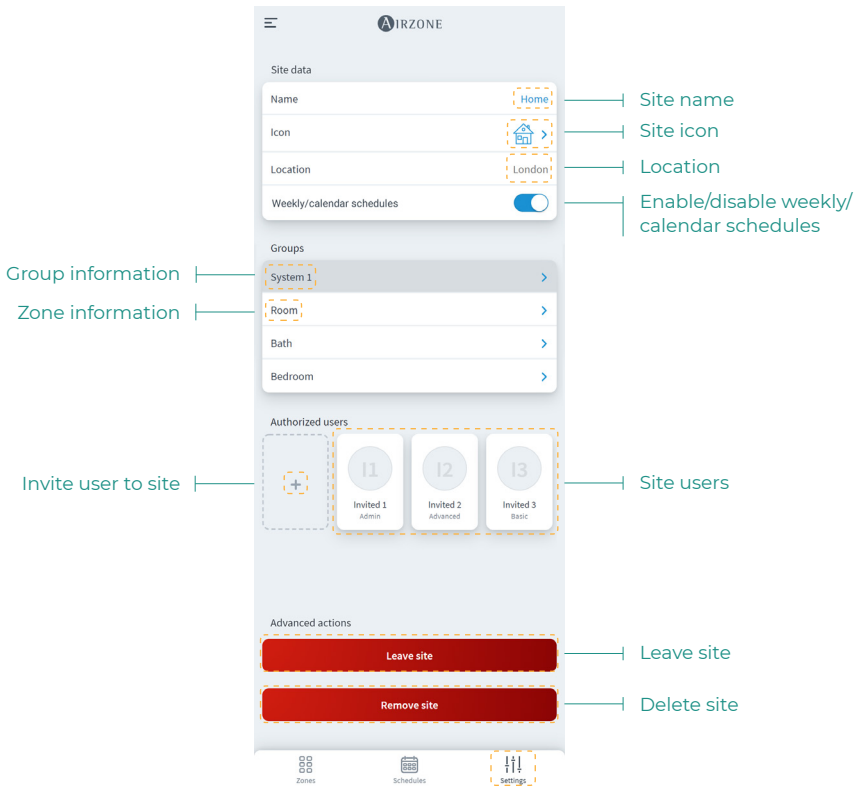 AIRZONE
Site data
Name
Home
Site name
Icon
Site icon
Location
London
Location
Weekly/calendar schedules
Enable/disable weekly/
calendar schedules
Groups
Group information
System 1
Zone information
Room
Bath
Bedroom
Authorized users
Invite user to site
+
I1
Invited 1
Admin
I2
Invited 2
Advanced
I3
Invited 3
Basic
Site users
Advanced actions
Leave site
Leave site
Remove site
Delete site
Zones
Schedules
Settings